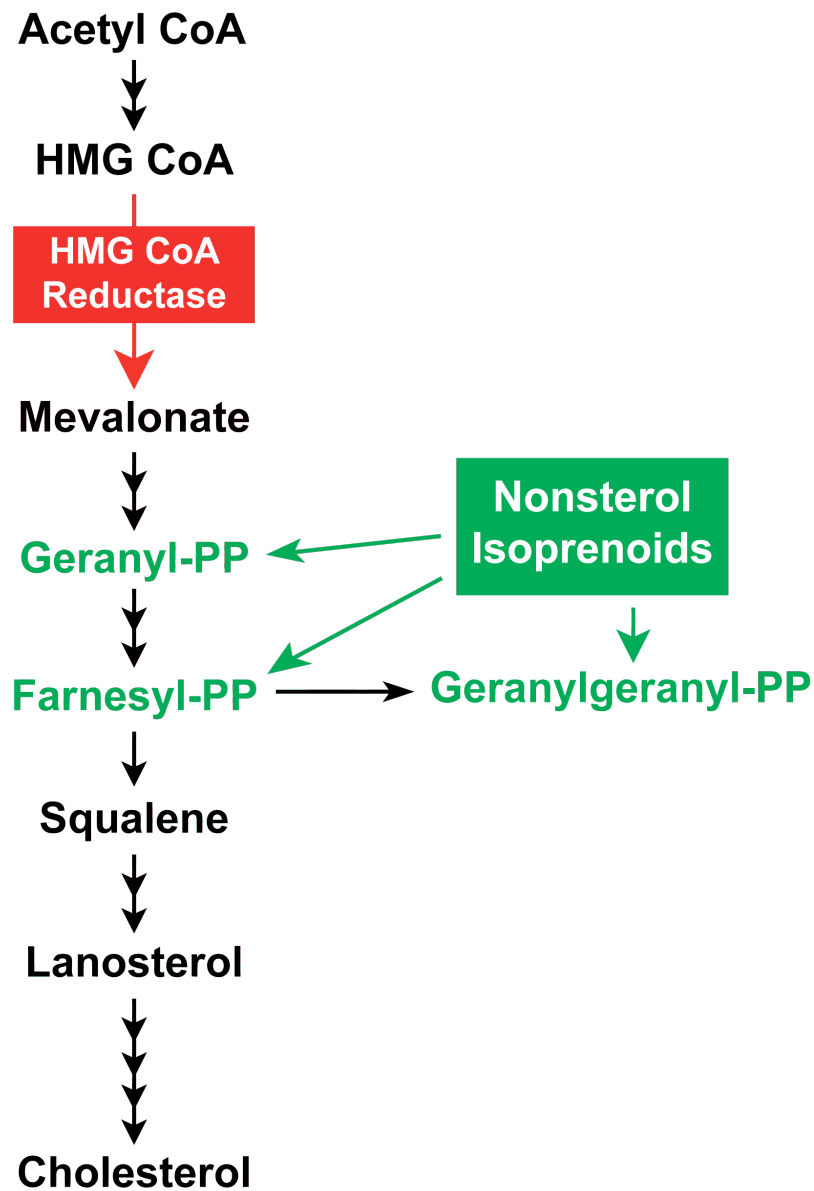 Acetyl CoA
HMG CoA
HMG CoA
Reductase
Mevalonate
Nonsterol
Isoprenoids
Geranyl-PP
Farnesyl-PP
Geranylgeranyl-PP
Squalene
Lanosterol
Cholesterol